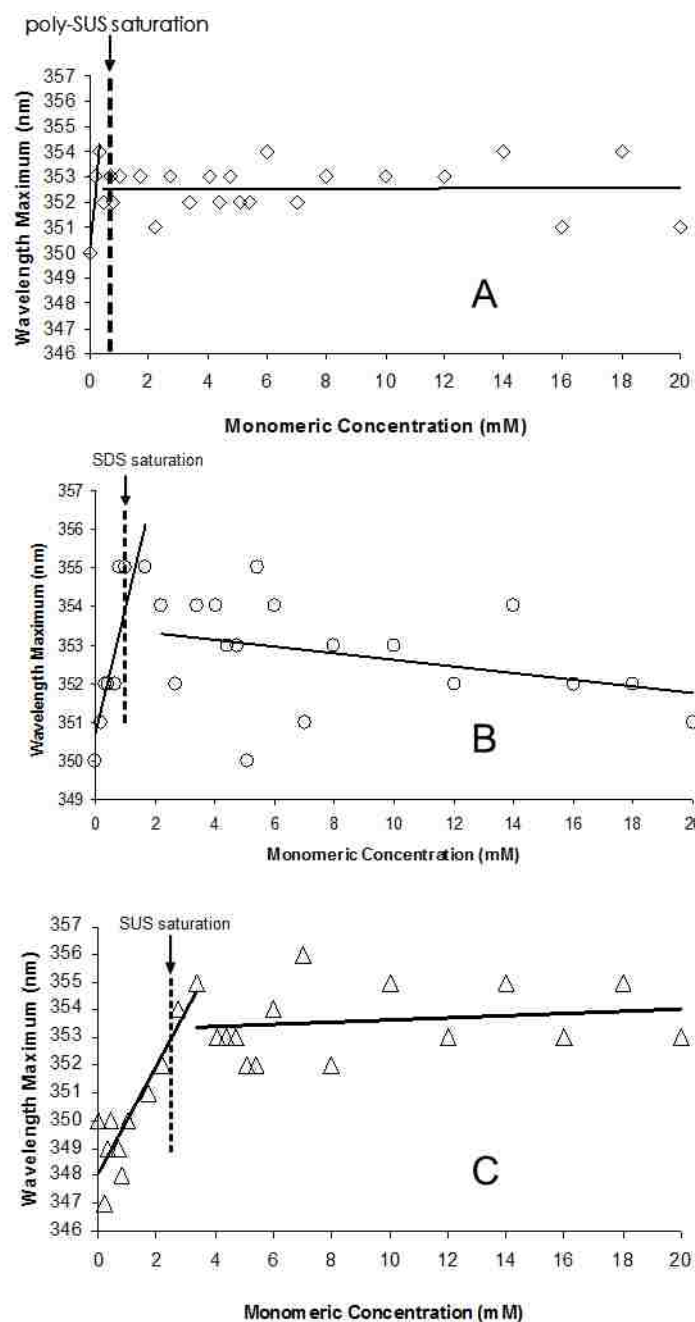 poly-SUS saturation
Wavelength Maximum (nm)
357
356
355
354
353
352
351
350
349
348
347
346
0 2 4 6 8 10 12 14 16 18 20
A
Monomeric Concentration (mM)
SDS saturation
Wavelength Maximum (nm)
357
356
355
354
353
352
351
350
349
0 2 4 6 8 10 12 14 16 18 20
B
Monomeric Concentration (mM)
SUS saturation
Wavelength Maximum (nm)
357
356
355
354
353
352
351
350
349
348
347
346
0 2 4 6 8 10 12 14 16 18 20
C
Monomeric Concentration (mM)